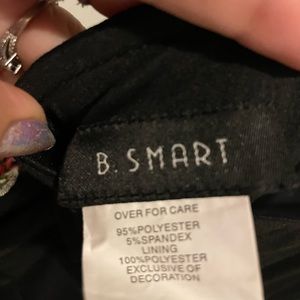 B. SMART
OVER FOR CARE
95%POLYESTER
5%SPANDEX
LINING
100%POLYESTER
EXCLUSIVE OF
DECORATION